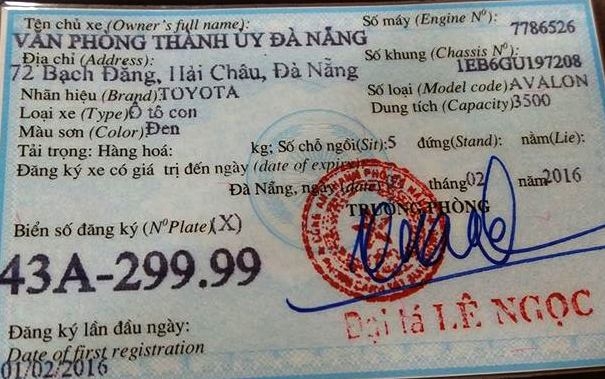 Tên chủ xe (Owner's full name): Số máy (Engine Nº): 7786526
VĂN PHÒNG THÀNH ỦY ĐÀ NẴNG
Địa chỉ (Address): Số khung (Chassis Nº): 1EB6GU197208
72 Bạch Đằng, Hải Châu, Đà Nẵng
Nhãn hiệu (Brand) TOYOTA Số loại (Model code) AVALON
Loại xe (Type) Ô tô con Dung tích (Capacity) 3500
Màu sơn (Color) Đen
Tải trọng: Hàng hoá: kg; Số chỗ ngồi (Sit): 5 đứng (Stand): nằm (Lie):
Đăng ký xe có giá trị đến ngày (date of expire)
Đà Nẵng, ngày (date) tháng 02 năm 2016
TRƯỞNG PHÒNG
Biển số đăng ký (NºPlate) (X)
43A-299.99
Đại tá LÊ NGỌC
Đăng ký lần đầu ngày:
Date of first registration
01/02/2016